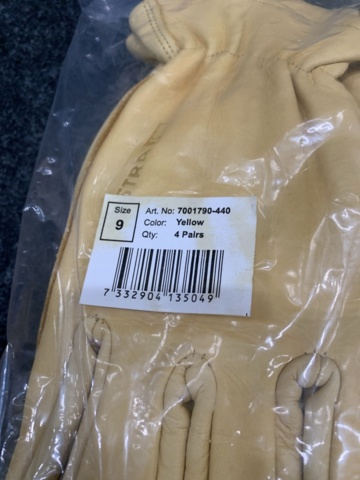 Size
9
Art. No: 7001790-440
Color: Yellow
Qty: 4 Pairs
7 332904 135049